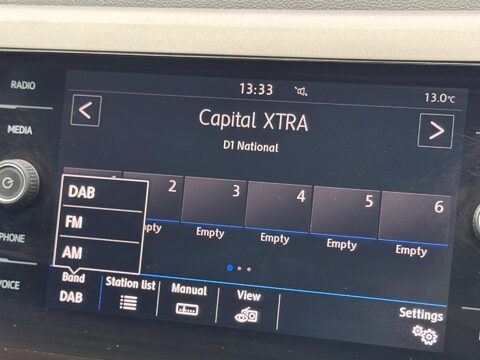 RADIO
13:33
13.0°C
MEDIA
<
Capital XTRA
>
D1 National
2
3
4
5
6
DAB
FM
AM
Empty
Empty
Empty
Empty
PHONE
VOICE
Band
DAB
Station list
Manual
View
Settings